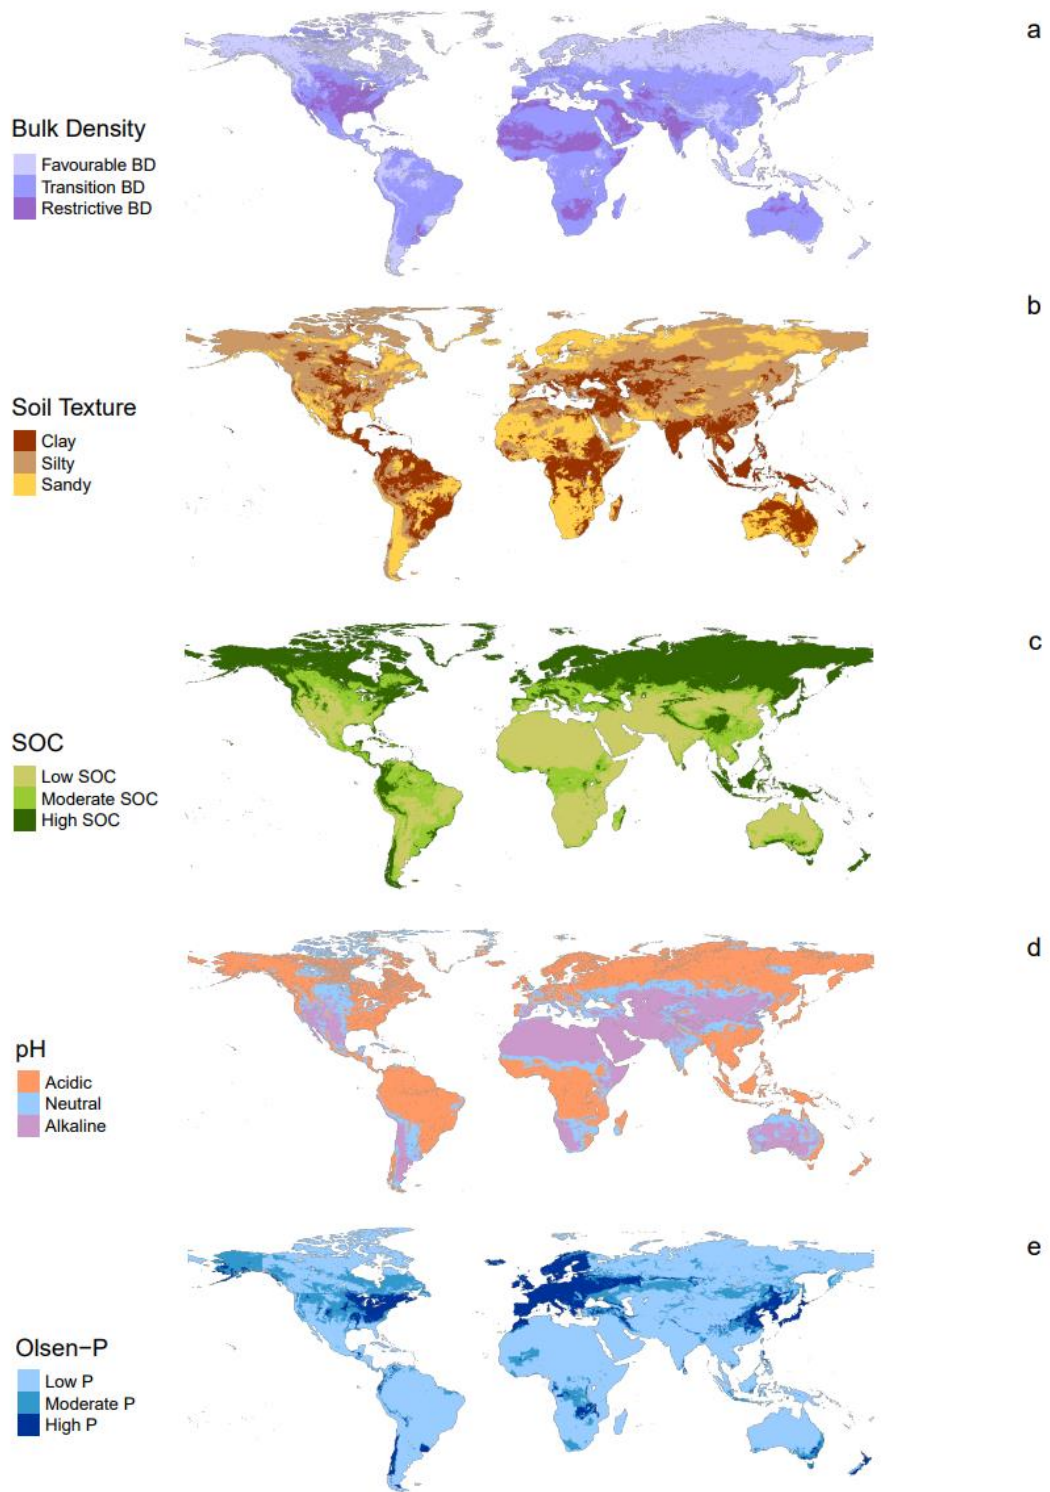 a
Bulk Density
Favourable BD
Transition BD
Restrictive BD
b
Soil Texture
Clay
Silty
Sandy
c
SOC
Low SOC
Moderate SOC
High SOC
d
pH
Acidic
Neutral
Alkaline
e
Olsen−P
Low P
Moderate P
High P